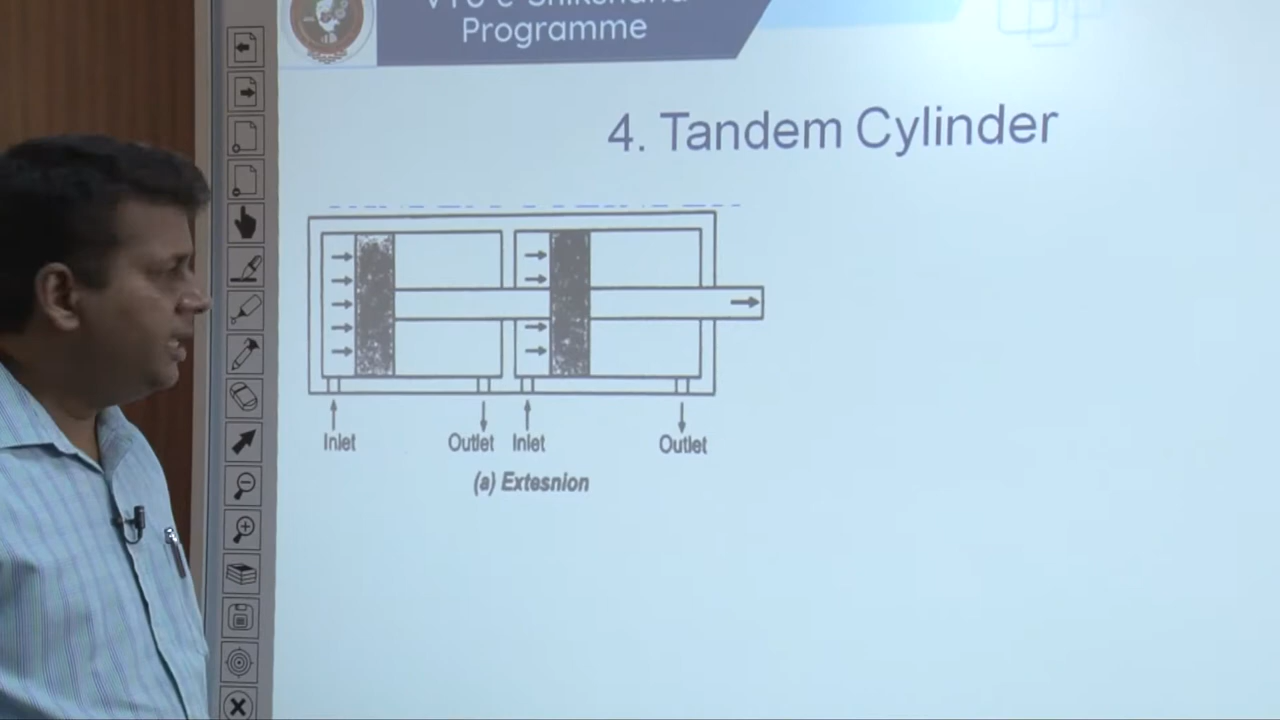 Programme
4. Tandem Cylinder
Inlet Outlet Inlet Outlet
(a) Extesnion